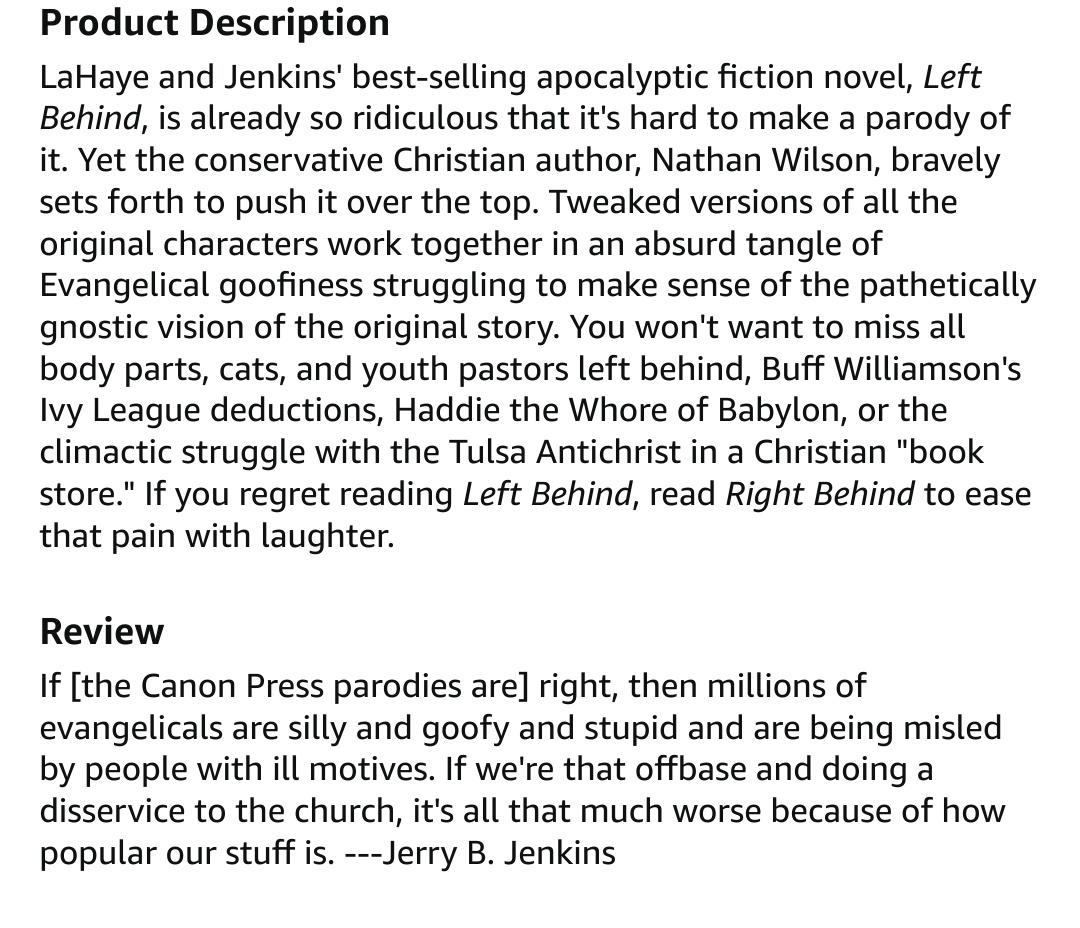 Product Description
LaHaye and Jenkins' best-selling apocalyptic fiction novel, Left
Behind, is already so ridiculous that it's hard to make a parody of
it. Yet the conservative Christian author, Nathan Wilson, bravely
sets forth to push it over the top. Tweaked versions of all the
original characters work together in an absurd tangle of
Evangelical goofiness struggling to make sense of the pathetically
gnostic vision of the original story. You won't want to miss all
body parts, cats, and youth pastors left behind, Buff Williamson's
Ivy League deductions, Haddie the Whore of Babylon, or the
climactic struggle with the Tulsa Antichrist in a Christian "book
store." If you regret reading Left Behind, read Right Behind to ease
that pain with laughter.
Review
If [the Canon Press parodies are] right, then millions of
evangelicals are silly and goofy and stupid and are being misled
by people with ill motives. If we're that offbase and doing a
disservice to the church, it's all that much worse because of how
popular our stuff is. ---Jerry B. Jenkins